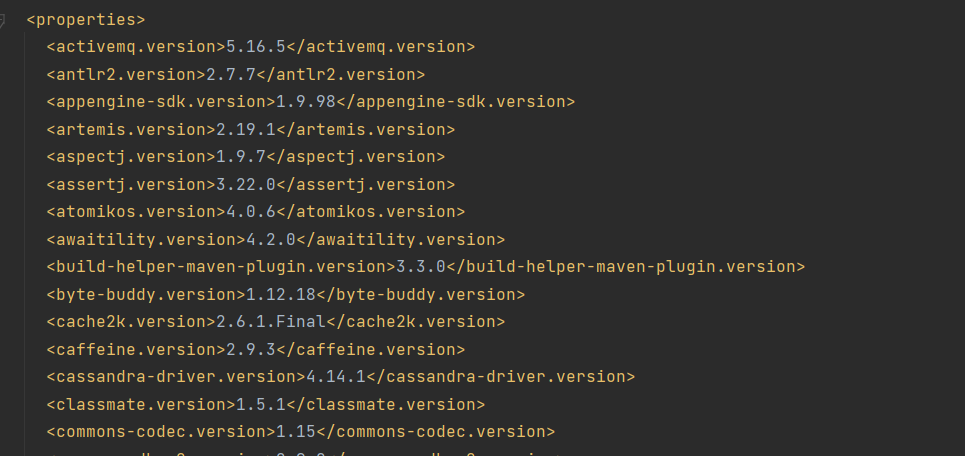 <properties>
<activemq.version>5.16.5</activemq.version>
<antlr2.version>2.7.7</antlr2.version>
<appengine-sdk.version>1.9.98</appengine-sdk.version>
<artemis.version>2.19.1</artemis.version>
<aspectj.version>1.9.7</aspectj.version>
<assertj.version>3.22.0</assertj.version>
<atomikos.version>4.0.6</atomikos.version>
<awaitility.version>4.2.0</awaitility.version>
<build-helper-maven-plugin.version>3.3.0</build-helper-maven-plugin.version>
<byte-buddy.version>1.12.18</byte-buddy.version>
<cache2k.version>2.6.1.Final</cache2k.version>
<caffeine.version>2.9.3</caffeine.version>
<cassandra-driver.version>4.14.1</cassandra-driver.version>
<classmate.version>1.5.1</classmate.version>
<commons-codec.version>1.15</commons-codec.version>